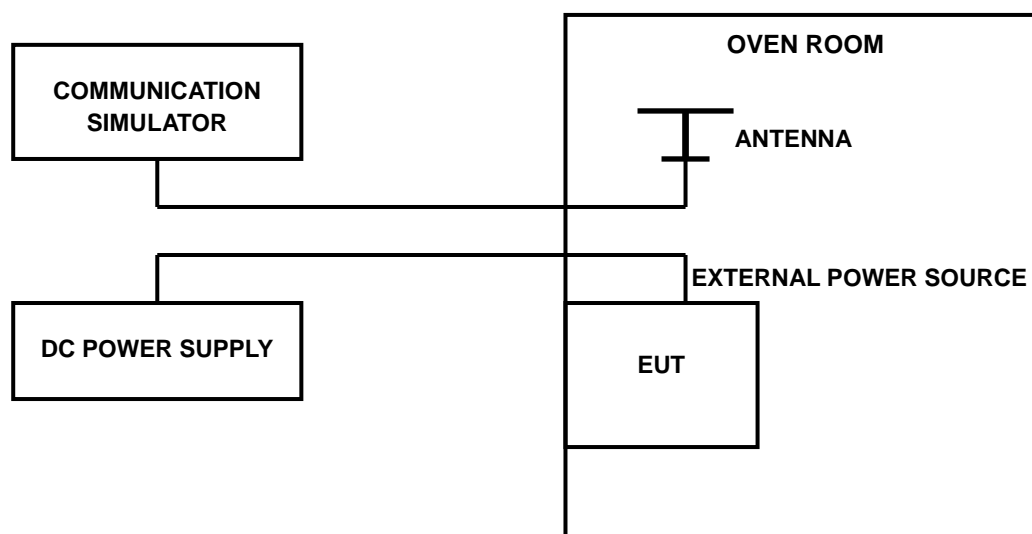 OVEN ROOM
COMMUNICATION
SIMULATOR
ANTENNA
EXTERNAL POWER SOURCE
DC POWER SUPPLY
EUT